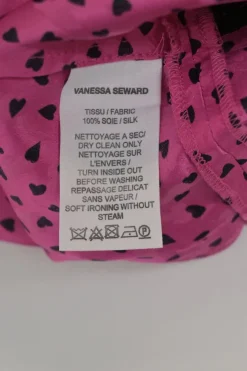 VANESSA SEWARD
TISSU / FABRIC
100% SOIE / SILK
NETTOYAGE A SEC/
DRY CLEAN ONLY
NETTOYAGE SUR
L'ENVERS /
TURN INSIDE OUT
BEFORE WASHING
REPASSAGE DELICAT
SANS VAPEUR /
SOFT IRONING WITHOUT
STEAM